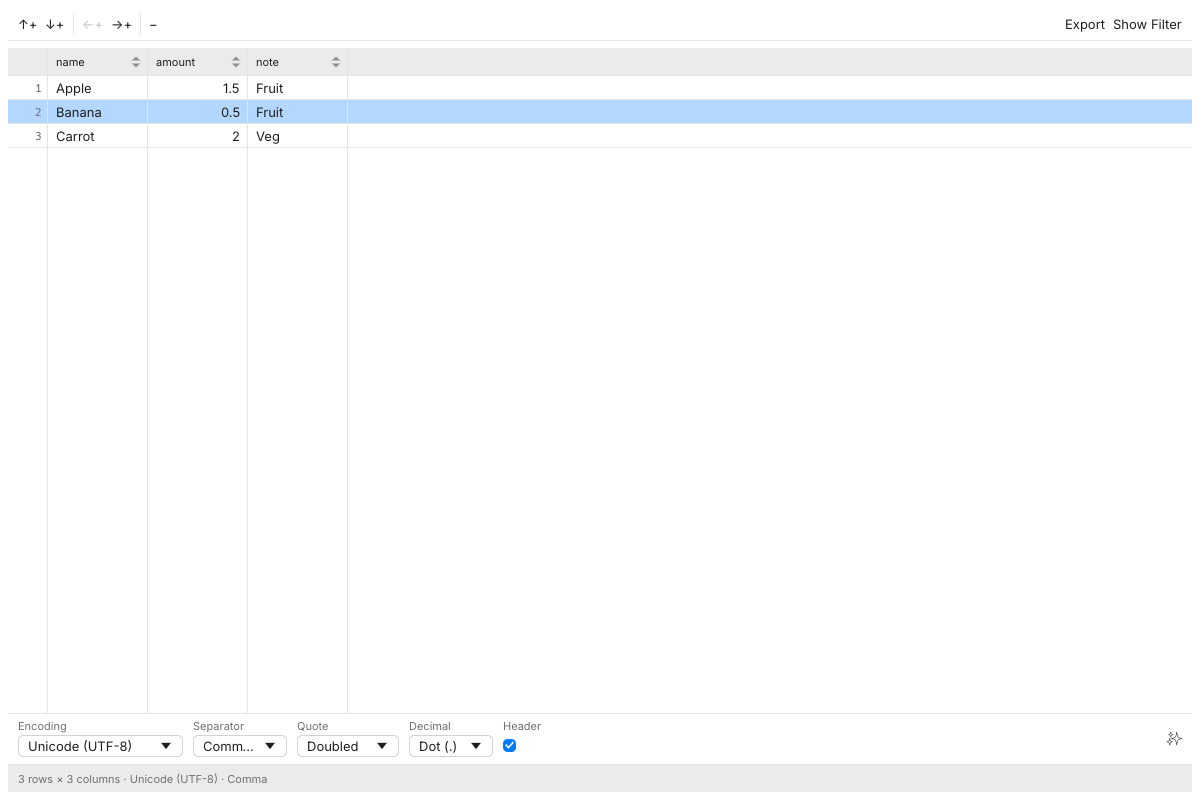 ↑+ ↓+ ←+ →+ − Export Show Filter
name amount note
1 Apple 1.5 Fruit
2 Banana 0.5 Fruit
3 Carrot 2 Veg
Encoding Separator Quote Decimal Header
Unicode (UTF-8) Comm... Doubled Dot (.)
3 rows × 3 columns · Unicode (UTF-8) · Comma